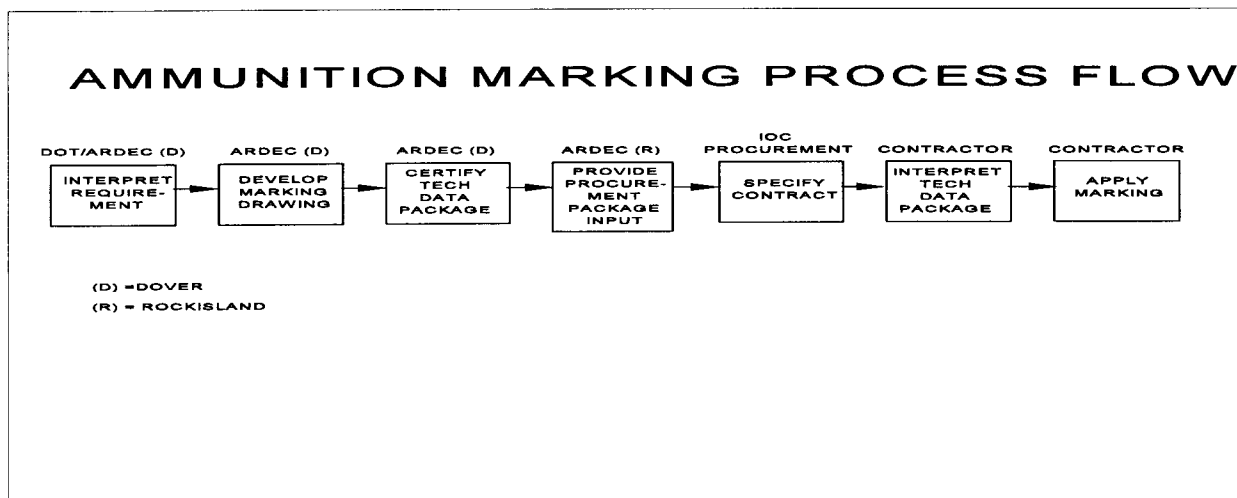 AMMUNITION MARKING PROCESS FLOW
DOT/ARDEC (D)
INTERPRET
REQUIRE-
MENT
ARDEC (D)
DEVELOP
MARKING
DRAWING
ARDEC (D)
CERTIFY
TECH
DATA
PACKAGE
ARDEC (R)
PROVIDE
PROCURE-
MENT
PACKAGE
INPUT
IOC
PROCUREMENT
SPECIFY
CONTRACT
CONTRACTOR
INTERPRET
TECH
DATA
PACKAGE
CONTRACTOR
APPLY
MARKING
(D) =DOVER
(R) = ROCKISLAND